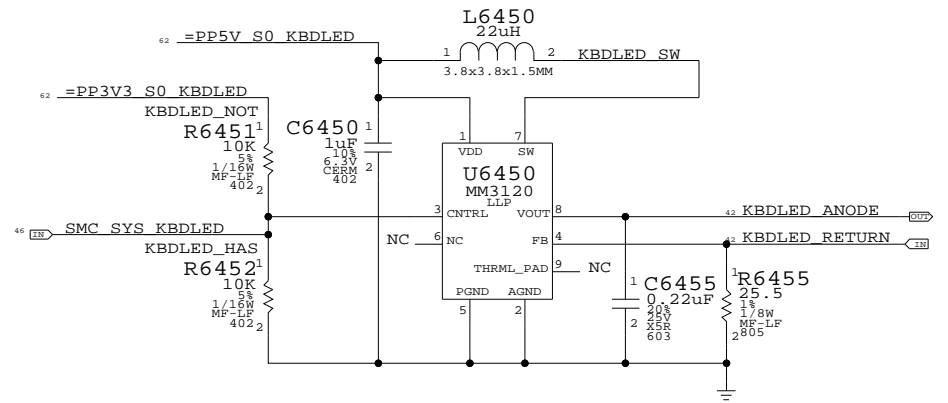 L6450
22uH
62 =PP5V_S0_KBDLED
1 2 KBDLED_SW
3.8x3.8x1.5MM
62 =PP3V3_S0_KBDLED
KBDLED_NOT
R6451 1
10K
5%
1/16W
MF-LF
402 2
C6450 1
1uF
10%
6.3V
CERM
402
2
1 7
VDD SW
U6450
MM3120
LLP
3 CNTRL VOUT 8
42 KBDLED_ANODE OUT
46 IN SMC_SYS_KBDLED
NC 6 NC FB 4
42 KBDLED_RETURN IN
KBDLED_HAS
R6452 1
10K
5%
1/16W
MF-LF
402 2
THRML_PAD 9 NC
PGND AGND
5 2
1 C6455
0.22uF
20%
25V
2 X5R
603
1 R6455
25.5
1%
1/8W
MF-LF
2 805